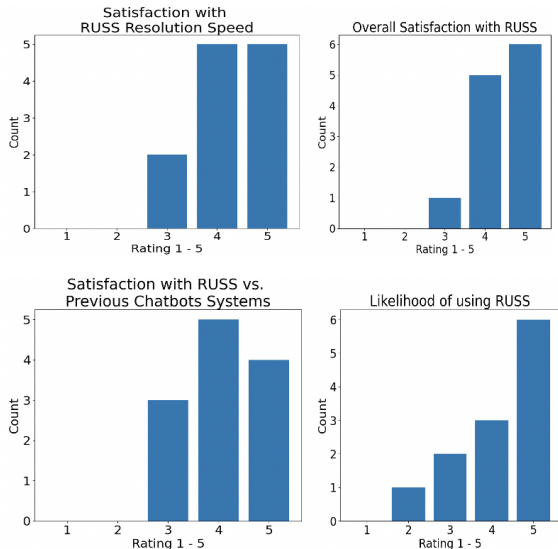 Satisfaction with
RUSS Resolution Speed
5
4
3
2
1
0
Count
1 2 3 4 5
Rating 1 - 5
Overall Satisfaction with RUSS
6
5
4
3
2
1
0
Count
1 2 3 4 5
Rating 1 - 5
Satisfaction with RUSS vs.
Previous Chatbots Systems
5
4
3
2
1
0
Count
1 2 3 4 5
Rating 1 - 5
Likelihood of using RUSS
6
5
4
3
2
1
0
Count
1 2 3 4 5
Rating 1 - 5